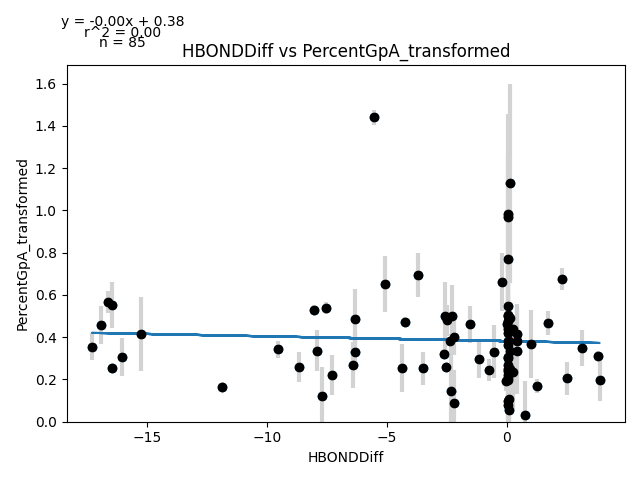 y = -0.00x + 0.38
r^2 = 0.00
n = 85
HBONDDiff vs PercentGpA_transformed
PercentGpA_transformed
1.6
1.4
1.2
1.0
0.8
0.6
0.4
0.2
0.0
−15
−10
−5
0
HBONDDiff